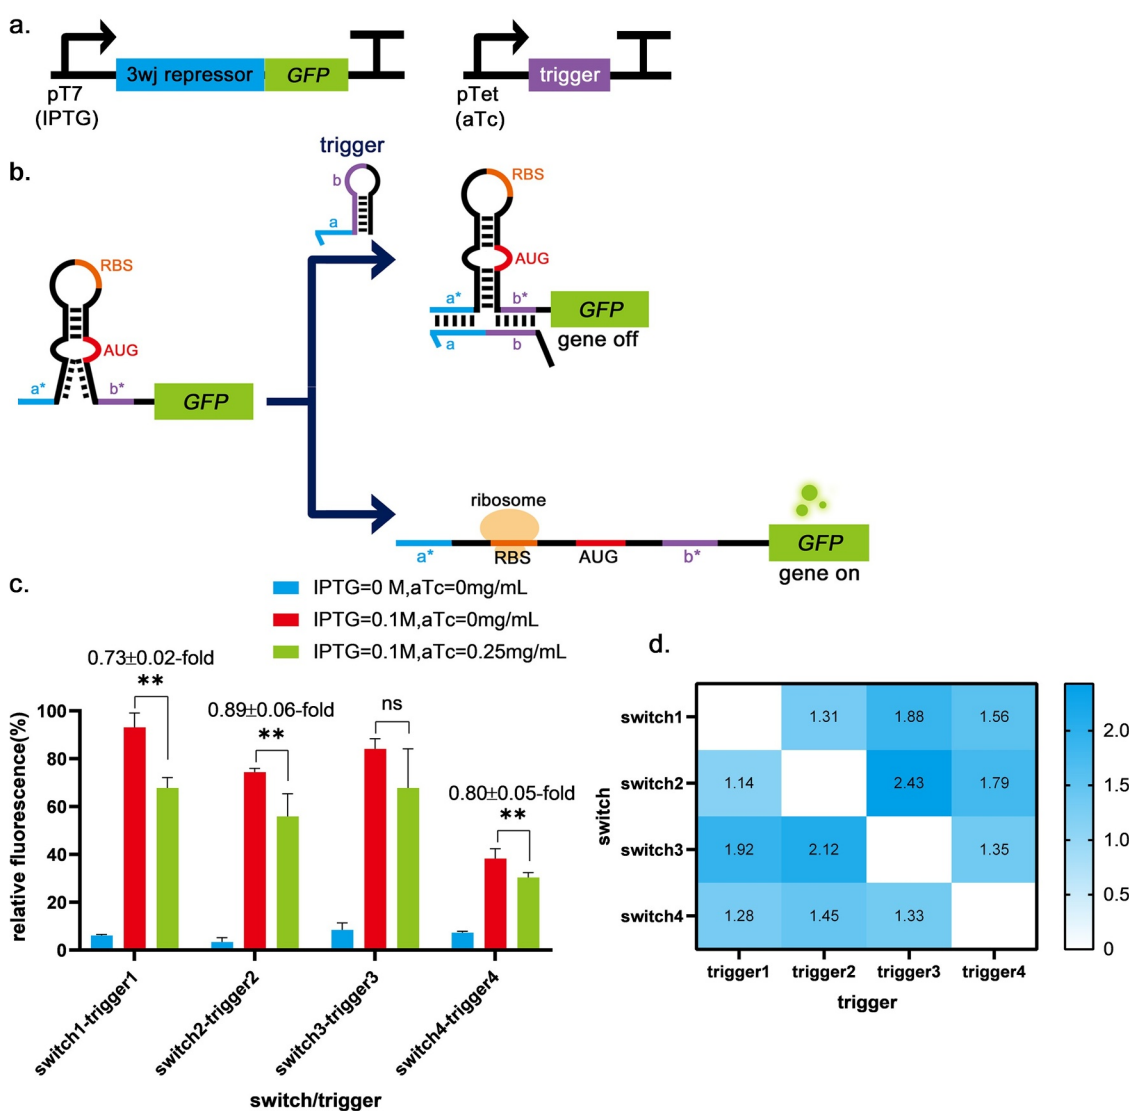 a.
3wj repressor
GFP
pT7
(IPTG)
trigger
pTet
(aTc)
b.
trigger
b
a
RBS
AUG
a*
b*
GFP
RBS
AUG
a*
b*
GFP
a
b
gene off
ribosome
a*
RBS
AUG
b*
GFP
gene on
c.
IPTG=0 M,aTc=0mg/mL
IPTG=0.1M,aTc=0mg/mL
IPTG=0.1M,aTc=0.25mg/mL
0.73±0.02-fold
**
0.89±0.06-fold
**
ns
0.80±0.05-fold
**
relative fluorescence(%)
100
80
60
40
20
0
switch1-trigger1
switch2-trigger2
switch3-trigger3
switch4-trigger4
switch/trigger
d.
switch
switch1
1.31
1.88
1.56
switch2
1.14
2.43
1.79
switch3
1.92
2.12
1.35
switch4
1.28
1.45
1.33
trigger1
trigger2
trigger3
trigger4
trigger
2.0
1.5
1.0
0.5
0